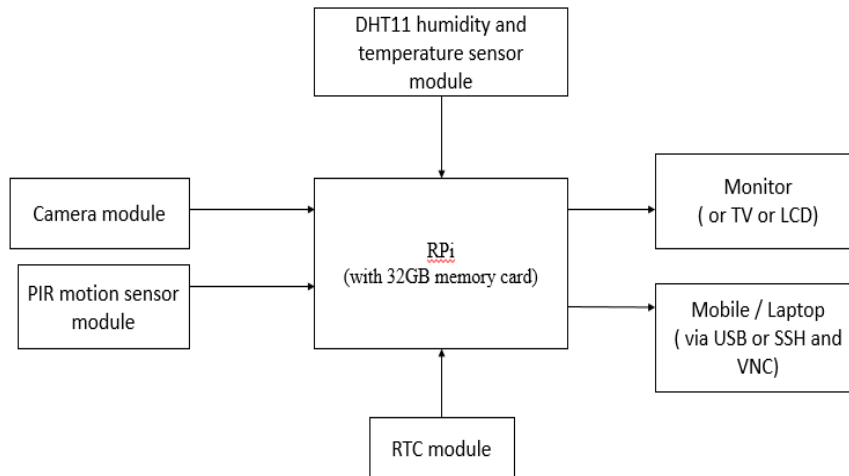 DHT11 humidity and
temperature sensor
module
Camera module
PIR motion sensor
module
RPi
(with 32GB memory card)
Monitor
( or TV or LCD)
Mobile / Laptop
( via USB or SSH and
VNC)
RTC module